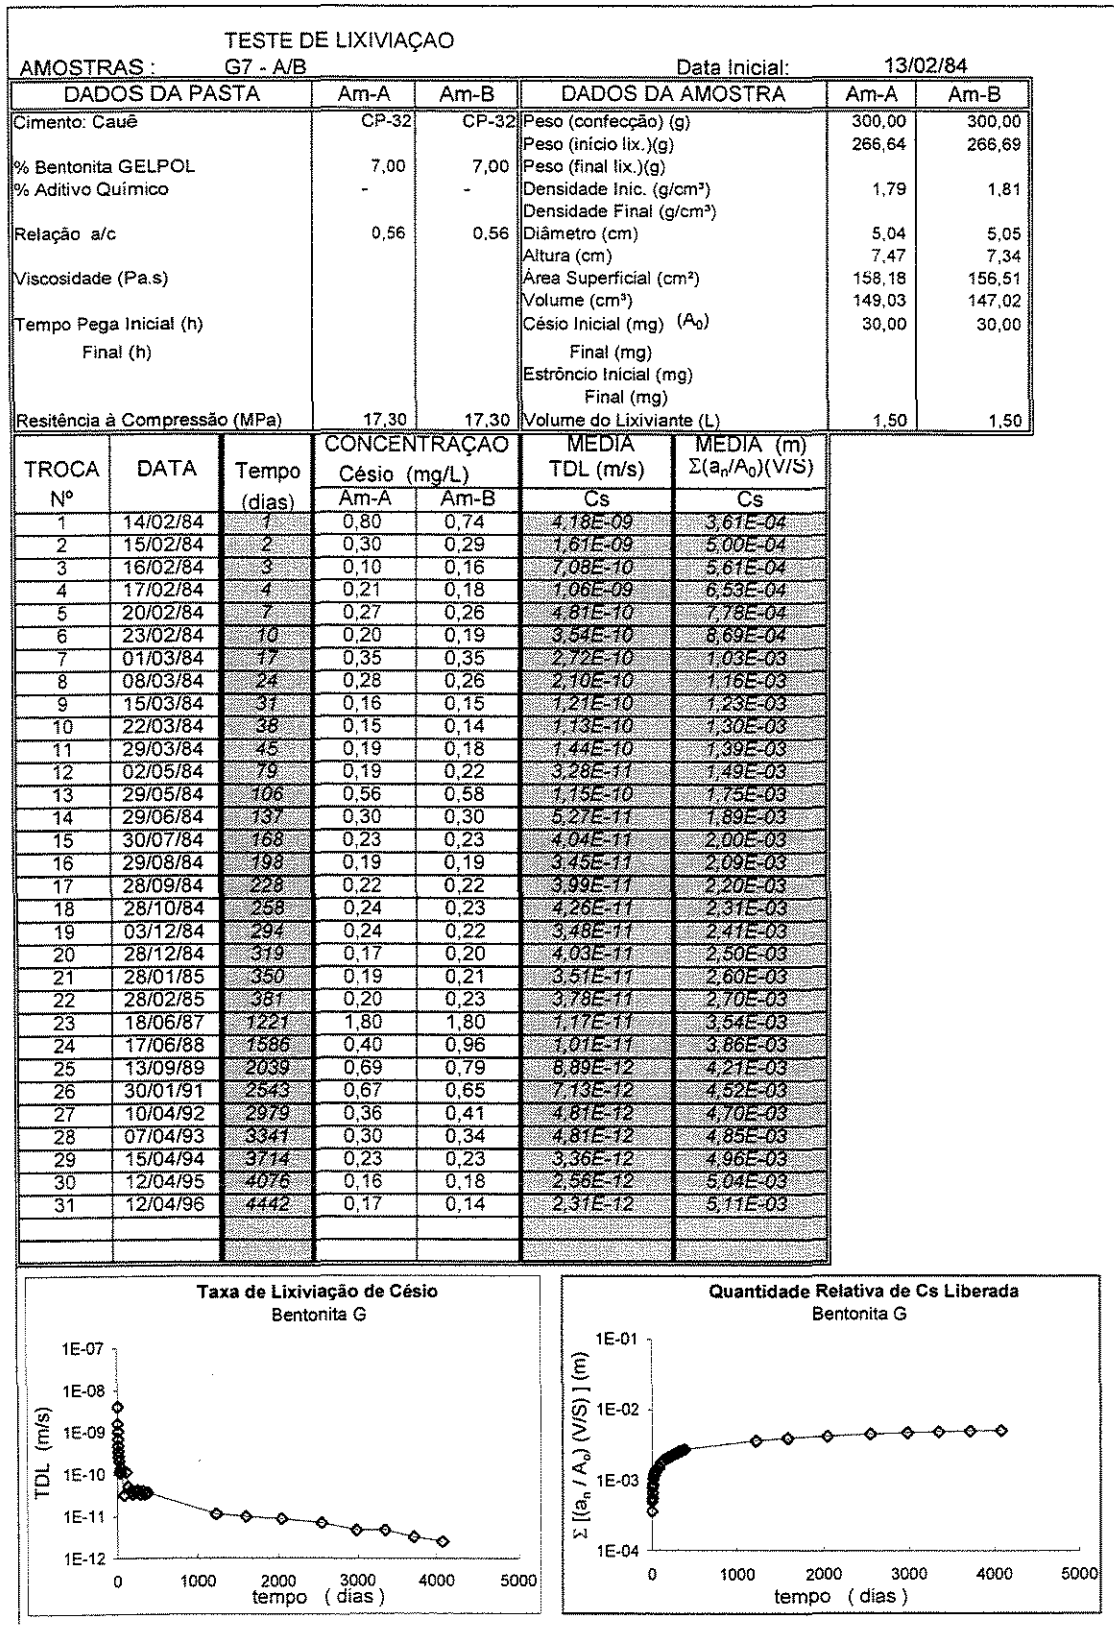 TESTE DE LIXIVIAÇAO
AMOSTRAS : G7 - A/B Data Inicial: 13/02/84
DADOS DA PASTA Am-A Am-B DADOS DA AMOSTRA Am-A Am-B
Cimento: Cauê CP-32 CP-32 Peso (confecção) (g) 300,00 300,00
Peso (início lix.)(g) 266,64 266,69
% Bentonita GELPOL 7,00 7,00 Peso (final lix.)(g)
% Aditivo Químico - - Densidade Inic. (g/cm³) 1,79 1,81
Densidade Final (g/cm³)
Relação a/c 0,56 0,56 Diâmetro (cm) 5,04 5,05
Altura (cm) 7,47 7,34
Viscosidade (Pa.s) Área Superficial (cm²) 158,18 156,51
Volume (cm³) 149,03 147,02
Tempo Pega Inicial (h) Césio Inicial (mg) (A₀) 30,00 30,00
Final (h) Final (mg)
Estrôncio Inicial (mg)
Final (mg)
Resitência à Compressão (MPa) 17,30 17,30 Volume do Lixiviante (L) 1,50 1,50
CONCENTRAÇAO MEDIA MEDIA (m)
TROCA DATA Tempo Césio (mg/L) TDL (m/s) Σ(aₙ/A₀)(V/S)
Nº (dias) Am-A Am-B Cs Cs
1 14/02/84 1 0,80 0,74 4,18E-09 3,61E-04
2 15/02/84 2 0,30 0,29 1,61E-09 5,00E-04
3 16/02/84 3 0,10 0,16 7,08E-10 5,61E-04
4 17/02/84 4 0,21 0,18 1,06E-09 6,53E-04
5 20/02/84 7 0,27 0,26 4,81E-10 7,78E-04
6 23/02/84 10 0,20 0,19 3,54E-10 8,69E-04
7 01/03/84 17 0,35 0,35 2,72E-10 1,03E-03
8 08/03/84 24 0,28 0,26 2,10E-10 1,16E-03
9 15/03/84 31 0,16 0,15 1,21E-10 1,23E-03
10 22/03/84 38 0,15 0,14 1,13E-10 1,30E-03
11 29/03/84 45 0,19 0,18 1,44E-10 1,39E-03
12 02/05/84 79 0,19 0,22 3,28E-11 1,49E-03
13 29/05/84 106 0,56 0,58 1,15E-10 1,75E-03
14 29/06/84 137 0,30 0,30 5,27E-11 1,89E-03
15 30/07/84 168 0,23 0,23 4,04E-11 2,00E-03
16 29/08/84 198 0,19 0,19 3,45E-11 2,09E-03
17 28/09/84 228 0,22 0,22 3,99E-11 2,20E-03
18 28/10/84 258 0,24 0,23 4,26E-11 2,31E-03
19 03/12/84 294 0,24 0,22 3,48E-11 2,41E-03
20 28/12/84 319 0,17 0,20 4,03E-11 2,50E-03
21 28/01/85 350 0,19 0,21 3,51E-11 2,60E-03
22 28/02/85 381 0,20 0,23 3,78E-11 2,70E-03
23 18/06/87 1221 1,80 1,80 1,17E-11 3,54E-03
24 17/06/88 1586 0,40 0,96 1,01E-11 3,86E-03
25 13/09/89 2039 0,69 0,79 8,89E-12 4,21E-03
26 30/01/91 2543 0,67 0,65 7,13E-12 4,52E-03
27 10/04/92 2979 0,36 0,41 4,81E-12 4,70E-03
28 07/04/93 3341 0,30 0,34 4,81E-12 4,85E-03
29 15/04/94 3714 0,23 0,23 3,36E-12 4,96E-03
30 12/04/95 4076 0,16 0,18 2,56E-12 5,04E-03
31 12/04/96 4442 0,17 0,14 2,31E-12 5,11E-03
Taxa de Lixiviação de Césio
Bentonita G
TDL (m/s)
1E-07
1E-08
1E-09
1E-10
1E-11
1E-12
0 1000 2000 3000 4000 5000
tempo ( dias )
Quantidade Relativa de Cs Liberada
Bentonita G
Σ [(aₙ / A₀) (V/S) ] (m)
1E-01
1E-02
1E-03
1E-04
0 1000 2000 3000 4000 5000
tempo ( dias )